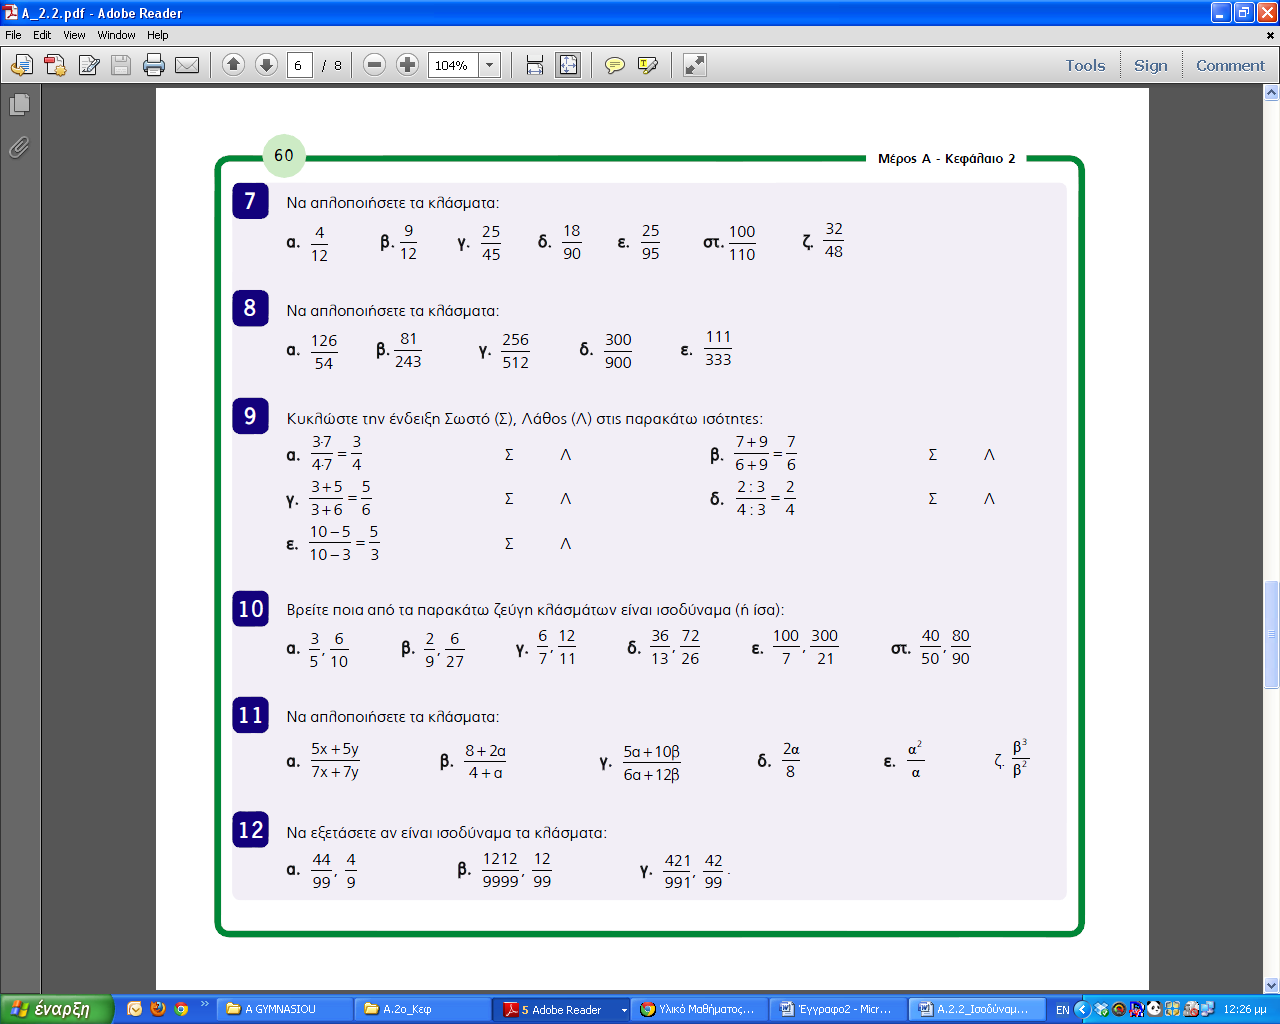 A_2.2.pdf - Adobe Reader
File Edit View Window Help
6 / 8 104% Tools Sign Comment
60 Μέρος Α - Κεφάλαιο 2
7 Να απλοποιήσετε τα κλάσματα:
α. 4/12 β. 9/12 γ. 25/45 δ. 18/90 ε. 25/95 στ. 100/110 ζ. 32/48
8 Να απλοποιήσετε τα κλάσματα:
α. 126/54 β. 81/243 γ. 256/512 δ. 300/900 ε. 111/333
9 Κυκλώστε την ένδειξη Σωστό (Σ), Λάθος (Λ) στις παρακάτω ισότητες:
α. 3·7/4·7 = 3/4 Σ Λ β. 7+9/6+9 = 7/6 Σ Λ
γ. 3+5/3+6 = 5/6 Σ Λ δ. 2:3/4:3 = 2/4 Σ Λ
ε. 10−5/10−3 = 5/3 Σ Λ
10 Βρείτε ποια από τα παρακάτω ζεύγη κλάσμάτων είναι ισοδύναμα (ή ίσα):
α. 3/5, 6/10 β. 2/9, 6/27 γ. 6/7, 12/11 δ. 36/13, 72/26 ε. 100/7, 300/21 στ. 40/50, 80/90
11 Να απλοποιήσετε τα κλάσματα:
α. 5x+5y/7x+7y β. 8+2α/4+α γ. 5α+10β/6α+12β δ. 2α/8 ε. α²/α ζ. β³/β²
12 Να εξετάσετε αν είναι ισοδύναμα τα κλάσματα:
α. 44/99, 4/9 β. 1212/9999, 12/99 γ. 421/991, 42/99.
έναρξη A GYMNASIOU A.2ο_Κεφ 5 Adobe Reader Υλικό Μαθήματος... Έγγραφο2 - Micr... A.2.2_Ισοδύναμ... EN 12:26 μμ